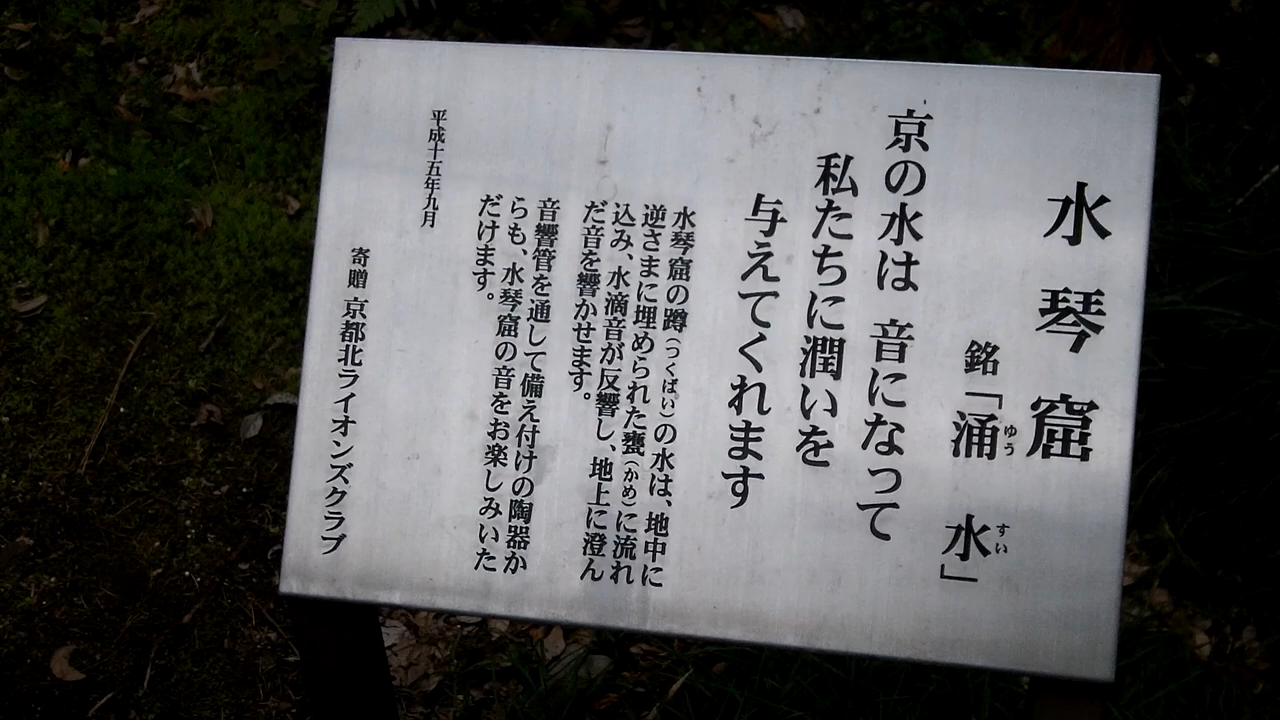 水琴窟
銘「涌水」
ゆう
すい
京の水は 音になって
私たちに潤いを
与えてくれます
水琴窟の蹲(つくばい)の水は、地中に
逆さまに埋められた甕(かめ)に流れ
込み、水滴音が反響し、地上に澄ん
だ音を響かせます。
音響管を通して備え付けの陶器か
らも、水琴窟の音をお楽しみいた
だけます。
平成十五年九月
寄贈 京都北ライオンズクラブ